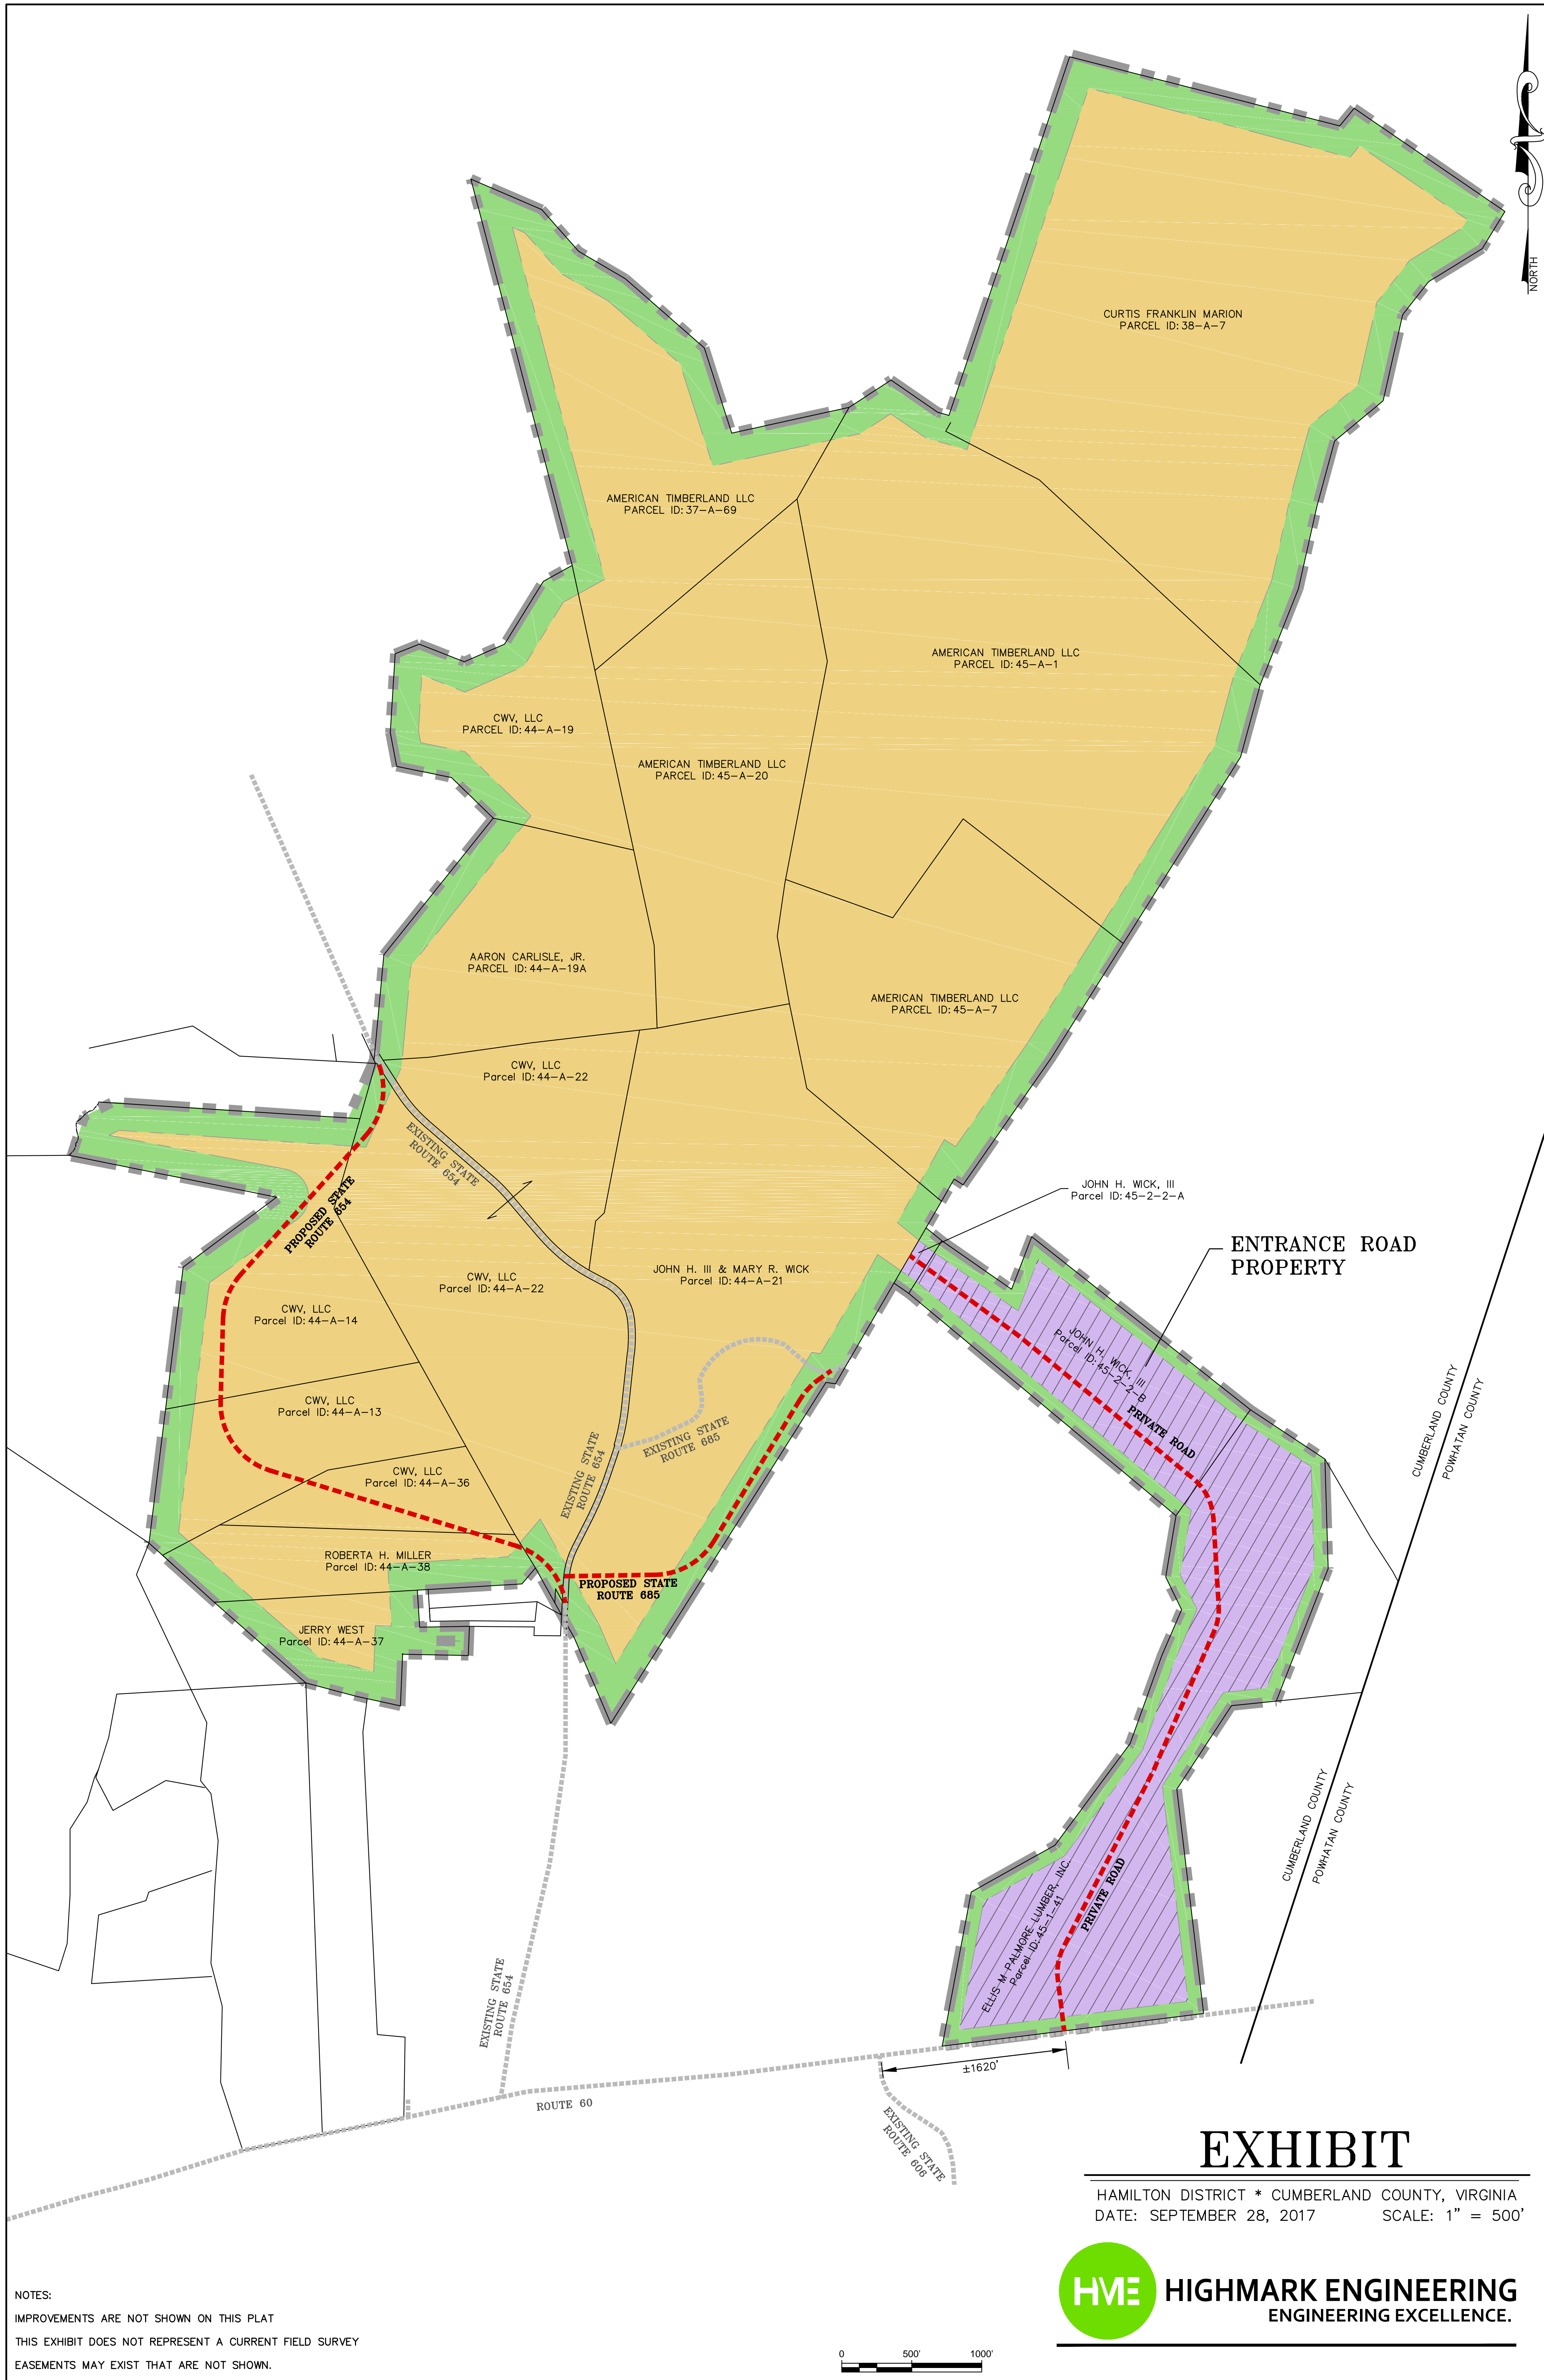 NORTH
CURTIS FRANKLIN MARION
PARCEL ID: 38-A-7
AMERICAN TIMBERLAND LLC
PARCEL ID: 37-A-69
AMERICAN TIMBERLAND LLC
PARCEL ID: 45-A-1
CWV, LLC
PARCEL ID: 44-A-19
AMERICAN TIMBERLAND LLC
PARCEL ID: 45-A-20
AARON CARLISLE, JR.
PARCEL ID: 44-A-19A
AMERICAN TIMBERLAND LLC
PARCEL ID: 45-A-7
CWV, LLC
Parcel ID: 44-A-22
EXISTING STATE
ROUTE 654
PROPOSED STATE
ROUTE 654
JOHN H. WICK, III
Parcel ID: 45-2-2-A
ENTRANCE ROAD
PROPERTY
JOHN H. III & MARY R. WICK
Parcel ID: 44-A-21
CWV, LLC
Parcel ID: 44-A-22
CWV, LLC
Parcel ID: 44-A-14
JOHN H. WICK, III
Parcel ID: 45-2-2-B
PRIVATE ROAD
CUMBERLAND COUNTY
POWHATAN COUNTY
CWV, LLC
Parcel ID: 44-A-13
EXISTING STATE
ROUTE 685
EXISTING STATE
ROUTE 654
CWV, LLC
Parcel ID: 44-A-36
ROBERTA H. MILLER
Parcel ID: 44-A-38
PROPOSED STATE
ROUTE 685
JERRY WEST
Parcel ID: 44-A-37
CUMBERLAND COUNTY
POWHATAN COUNTY
ELLIS M PALMORE LUMBER, INC.
Parcel ID: 45-1-41
PRIVATE ROAD
EXISTING STATE
ROUTE 654
±1620'
ROUTE 60
EXISTING STATE
ROUTE 606
EXHIBIT
HAMILTON DISTRICT * CUMBERLAND COUNTY, VIRGINIA
DATE: SEPTEMBER 28, 2017 SCALE: 1" = 500'
HME
HIGHMARK ENGINEERING
ENGINEERING EXCELLENCE.
NOTES:
IMPROVEMENTS ARE NOT SHOWN ON THIS PLAT
THIS EXHIBIT DOES NOT REPRESENT A CURRENT FIELD SURVEY
EASEMENTS MAY EXIST THAT ARE NOT SHOWN.
0 500' 1000'